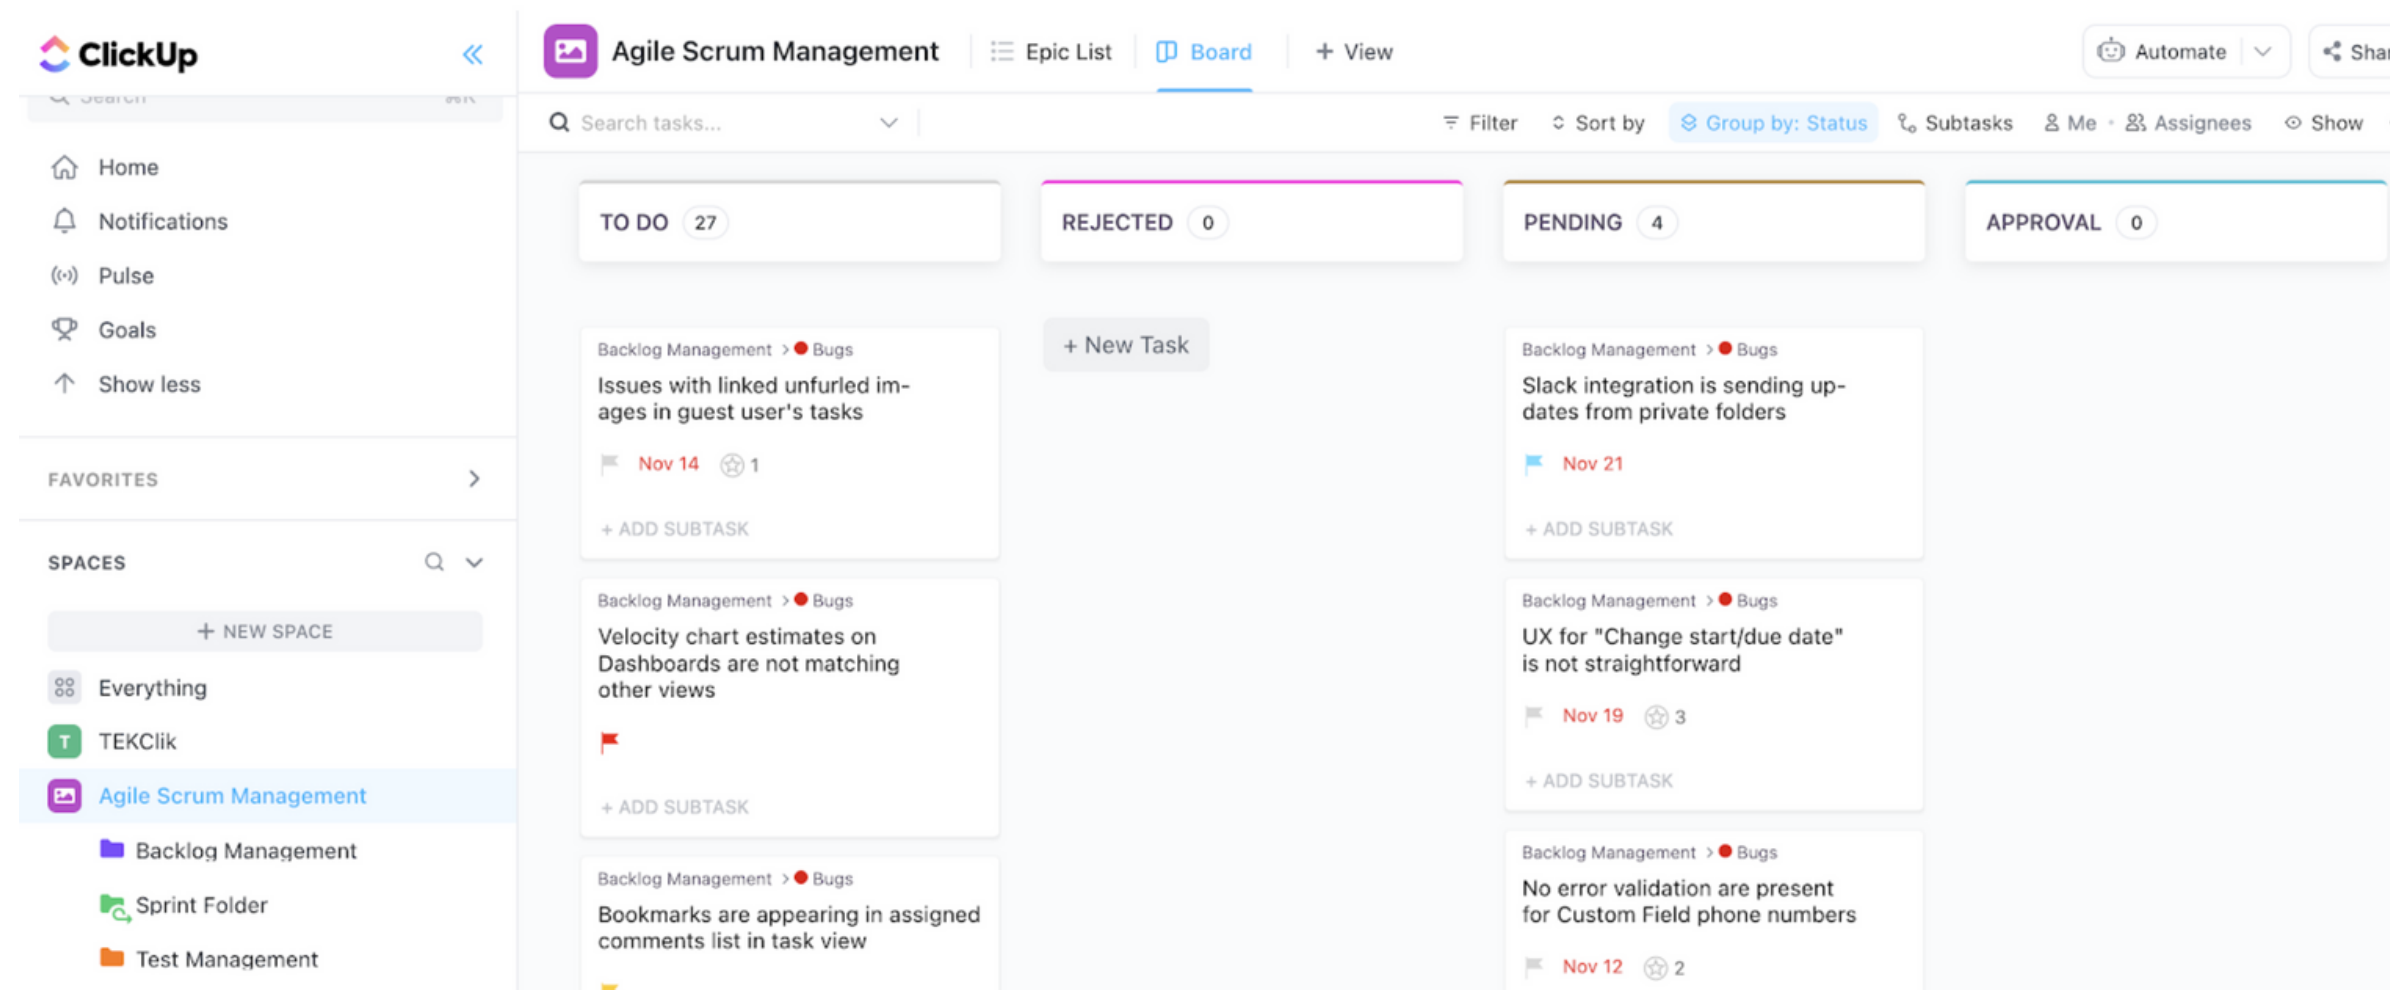 ClickUp
Search ⌘K
Home
Notifications
Pulse
Goals
Show less
FAVORITES
SPACES
+ NEW SPACE
Everything
T TEKClik
Agile Scrum Management
Backlog Management
Sprint Folder
Test Management
Agile Scrum Management Epic List Board + View Automate
Search tasks... Filter Sort by Group by: Status Subtasks Me Assignees Show
TO DO 27
Backlog Management > Bugs
Issues with linked unfurled im-
ages in guest user's tasks
Nov 14 1
+ ADD SUBTASK
Backlog Management > Bugs
Velocity chart estimates on
Dashboards are not matching
other views
+ ADD SUBTASK
Backlog Management > Bugs
Bookmarks are appearing in assigned
comments list in task view
REJECTED 0
+ New Task
PENDING 4
Backlog Management > Bugs
Slack integration is sending up-
dates from private folders
Nov 21
+ ADD SUBTASK
Backlog Management > Bugs
UX for "Change start/due date"
is not straightforward
Nov 19 3
+ ADD SUBTASK
Backlog Management > Bugs
No error validation are present
for Custom Field phone numbers
Nov 12 2
APPROVAL 0